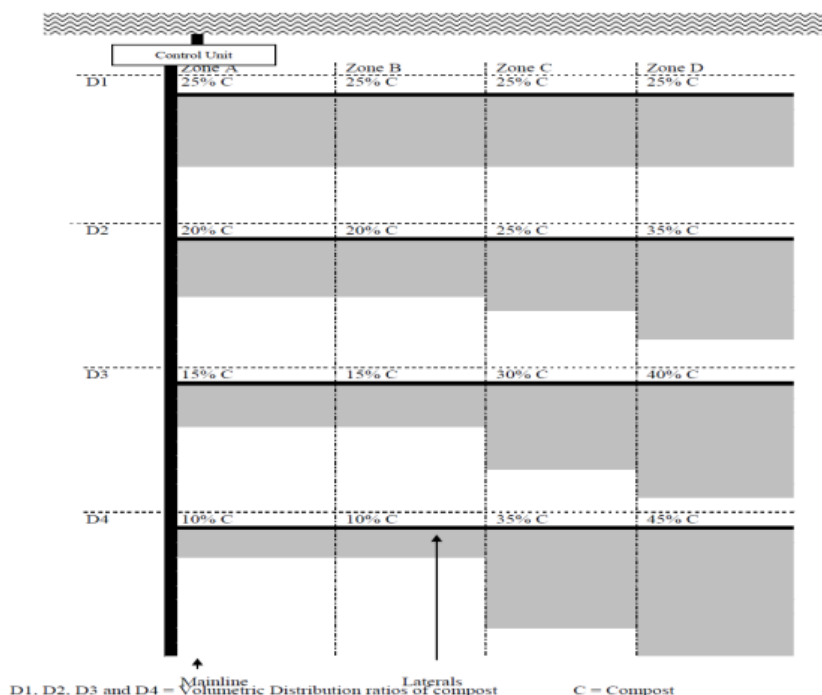 Control Unit
Zone A Zone B Zone C Zone D
D1 25% C 25% C 25% C 25% C
D2 20% C 20% C 25% C 35% C
D3 15% C 15% C 30% C 40% C
D4 10% C 10% C 35% C 45% C
Mainline Laterals
D1, D2, D3 and D4 = Volumetric Distribution ratios of compost C = Compost